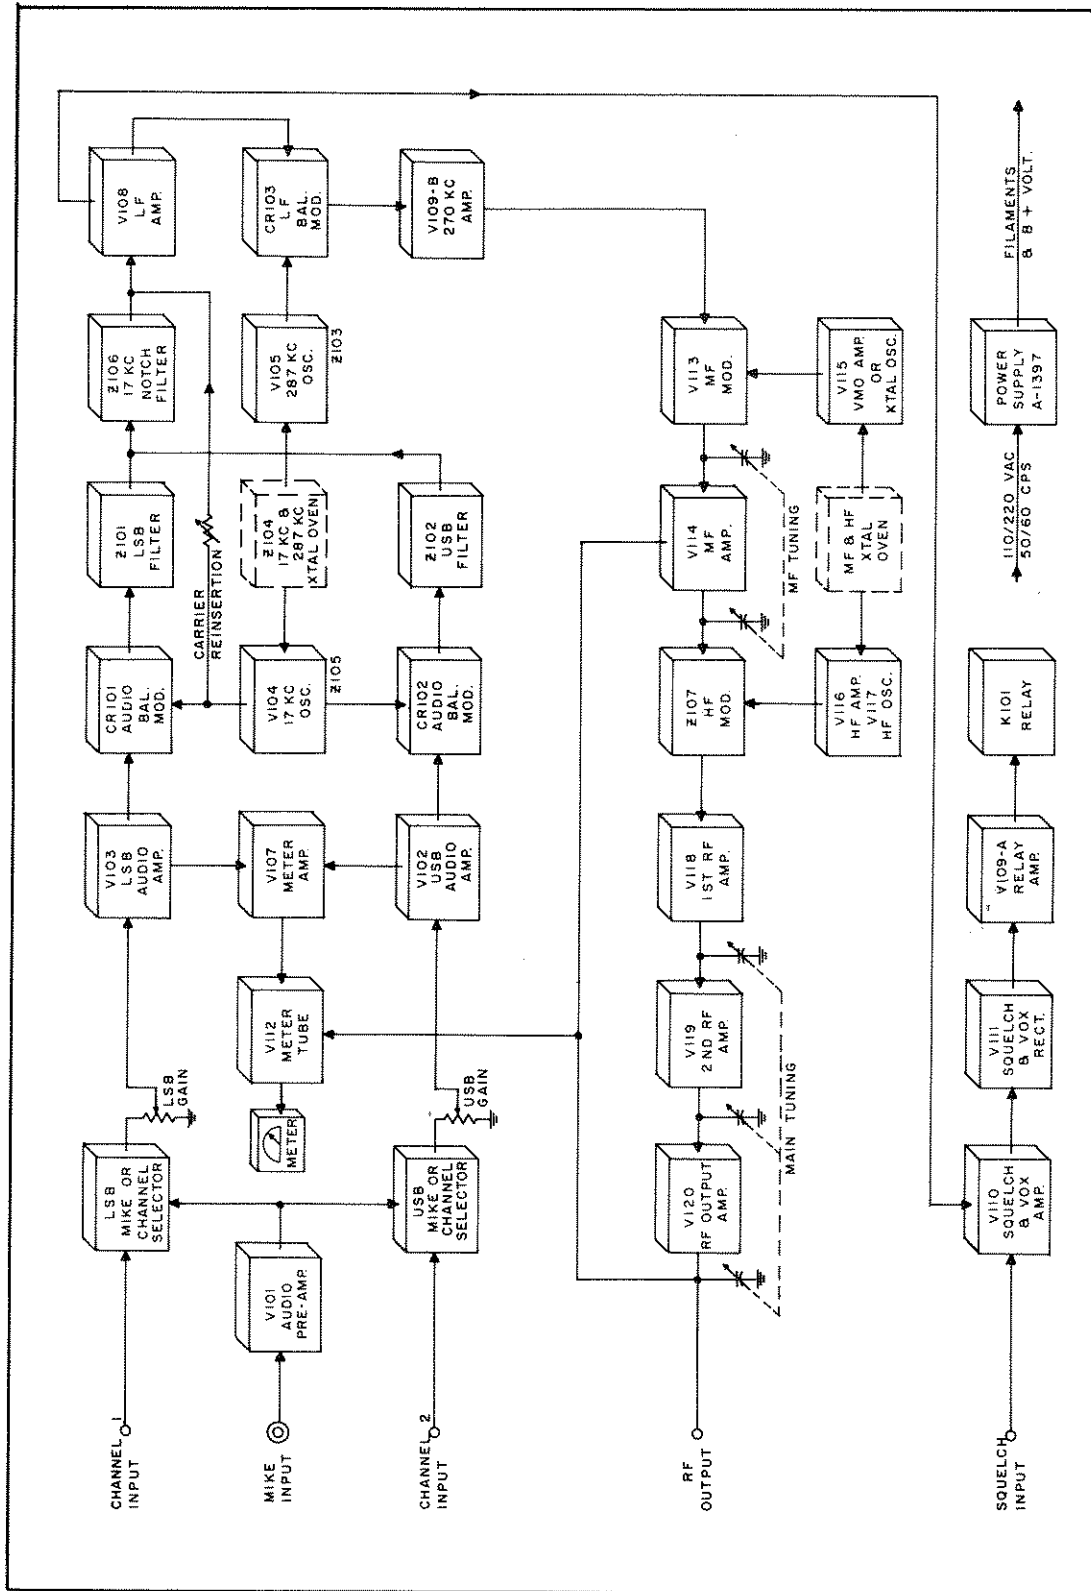 CHANNEL 1
INPUT
LSB
MIKE OR
CHANNEL
SELECTOR
LSB
GAIN
V103
LSB
AUDIO
AMP.
CR101
AUDIO
BAL.
MOD.
Z101
LSB
FILTER
Z106
17 KC
NOTCH
FILTER
V108
LF
AMP.
CARRIER
REINSERTION
MIKE
INPUT
V101
AUDIO
PRE-AMP.
METER
V112
METER
TUBE
V107
METER
AMP.
V104
17 KC
OSC.
Z105
Z104
17 KC &
287 KC
XTAL OVEN
V105
287 KC
OSC.
Z103
CR103
LF
BAL.
MOD.
CHANNEL 2
INPUT
USB
MIKE OR
CHANNEL
SELECTOR
USB
GAIN
V102
USB
AUDIO
AMP.
CR102
AUDIO
BAL.
MOD.
Z102
USB
FILTER
V109-B
270 KC
AMP.
RF
OUTPUT
V120
RF OUTPUT
AMP.
V119
2ND RF
AMP.
V118
1ST RF
AMP.
Z107
HF
MOD.
V114
MF
AMP.
V113
MF
MOD.
MAIN TUNING
MF TUNING
V116
HF AMP.
V117
HF OSC.
MF & HF
XTAL
OVEN
V115
VMO AMP.
OR
XTAL OSC.
SQUELCH
INPUT
V110
SQUELCH
& VOX
AMP.
V111
SQUELCH
& VOX
RECT.
V109-A
RELAY
AMP.
K101
RELAY
110/220 VAC
50/60 CPS
POWER
SUPPLY
A-1397
FILAMENTS
& B + VOLT.